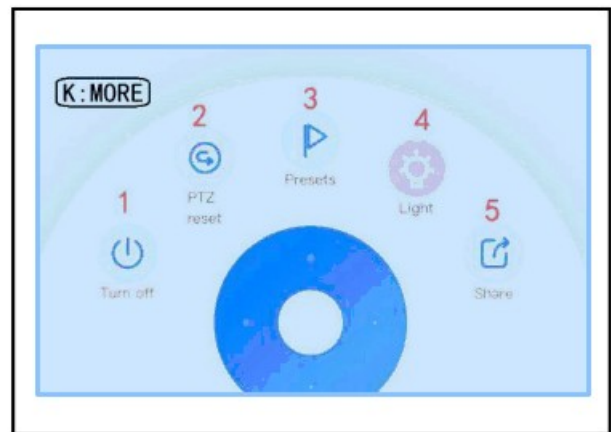 K:MORE
1
Turn off
2
PTZ
reset
3
Presets
4
Light
5
Share